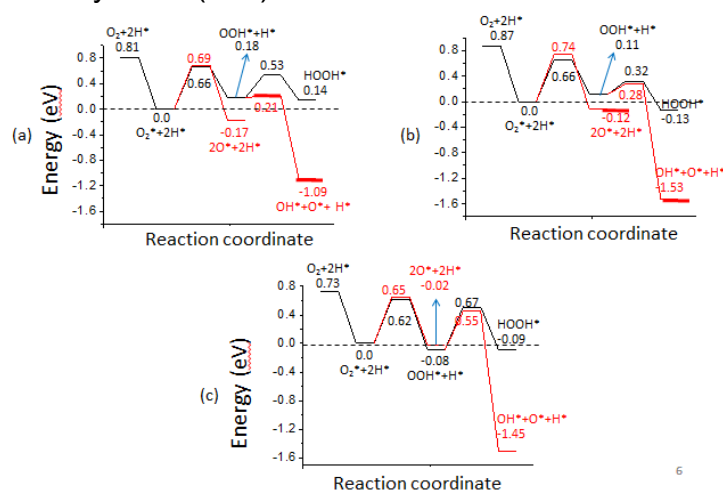 (a)
Energy (eV)
0.8
0.4
0.0
-0.4
-0.8
-1.2
-1.6
O₂+2H*
0.81
0.0
O₂*+2H*
0.69
0.66
OOH*+H*
0.18
-0.17
2O*+2H*
0.53
0.21
HOOH*
0.14
-1.09
OH*+O*+ H*
Reaction coordinate
(b)
Energy (eV)
0.8
0.4
0.0
-0.4
-0.8
-1.2
-1.6
O₂+2H*
0.87
0.0
O₂*+2H*
0.74
0.66
OOH*+H*
0.11
-0.12
2O*+2H*
0.32
0.28
HOOH*
-0.13
OH*+O*+H*
-1.53
Reaction coordinate
(c)
Energy (eV)
0.8
0.4
0.0
-0.4
-0.8
-1.2
-1.6
O₂+2H*
0.73
0.0
O₂*+2H*
0.65
0.62
2O*+2H*
-0.02
-0.08
OOH*+H*
0.67
0.55
HOOH*
-0.09
OH*+O*+H*
-1.45
Reaction coordinate
6